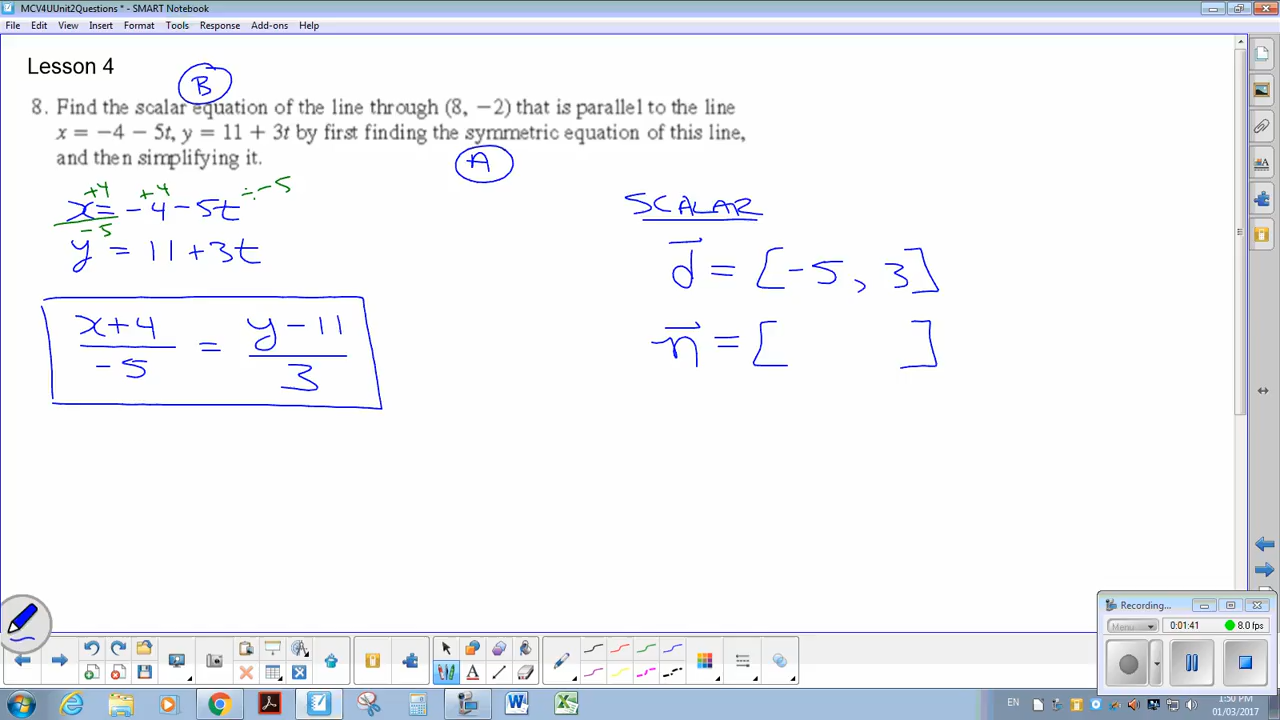 MCV4UUnit2Questions * - SMART Notebook
File Edit View Insert Format Tools Response Add-ons Help
Lesson 4
B
8. Find the scalar equation of the line through (8, −2) that is parallel to the line
x = −4 − 5t, y = 11 + 3t by first finding the symmetric equation of this line,
and then simplifying it.
A
+4 +4 ÷-5
x = -4 - 5t
-5
y = 11 + 3t
x+4 = y-11
-5 3
SCALAR
d = [-5, 3]
n = [ ]
Recording...
Menu 0:01:41 8.0 fps
EN 1:50 PM
01/03/2017